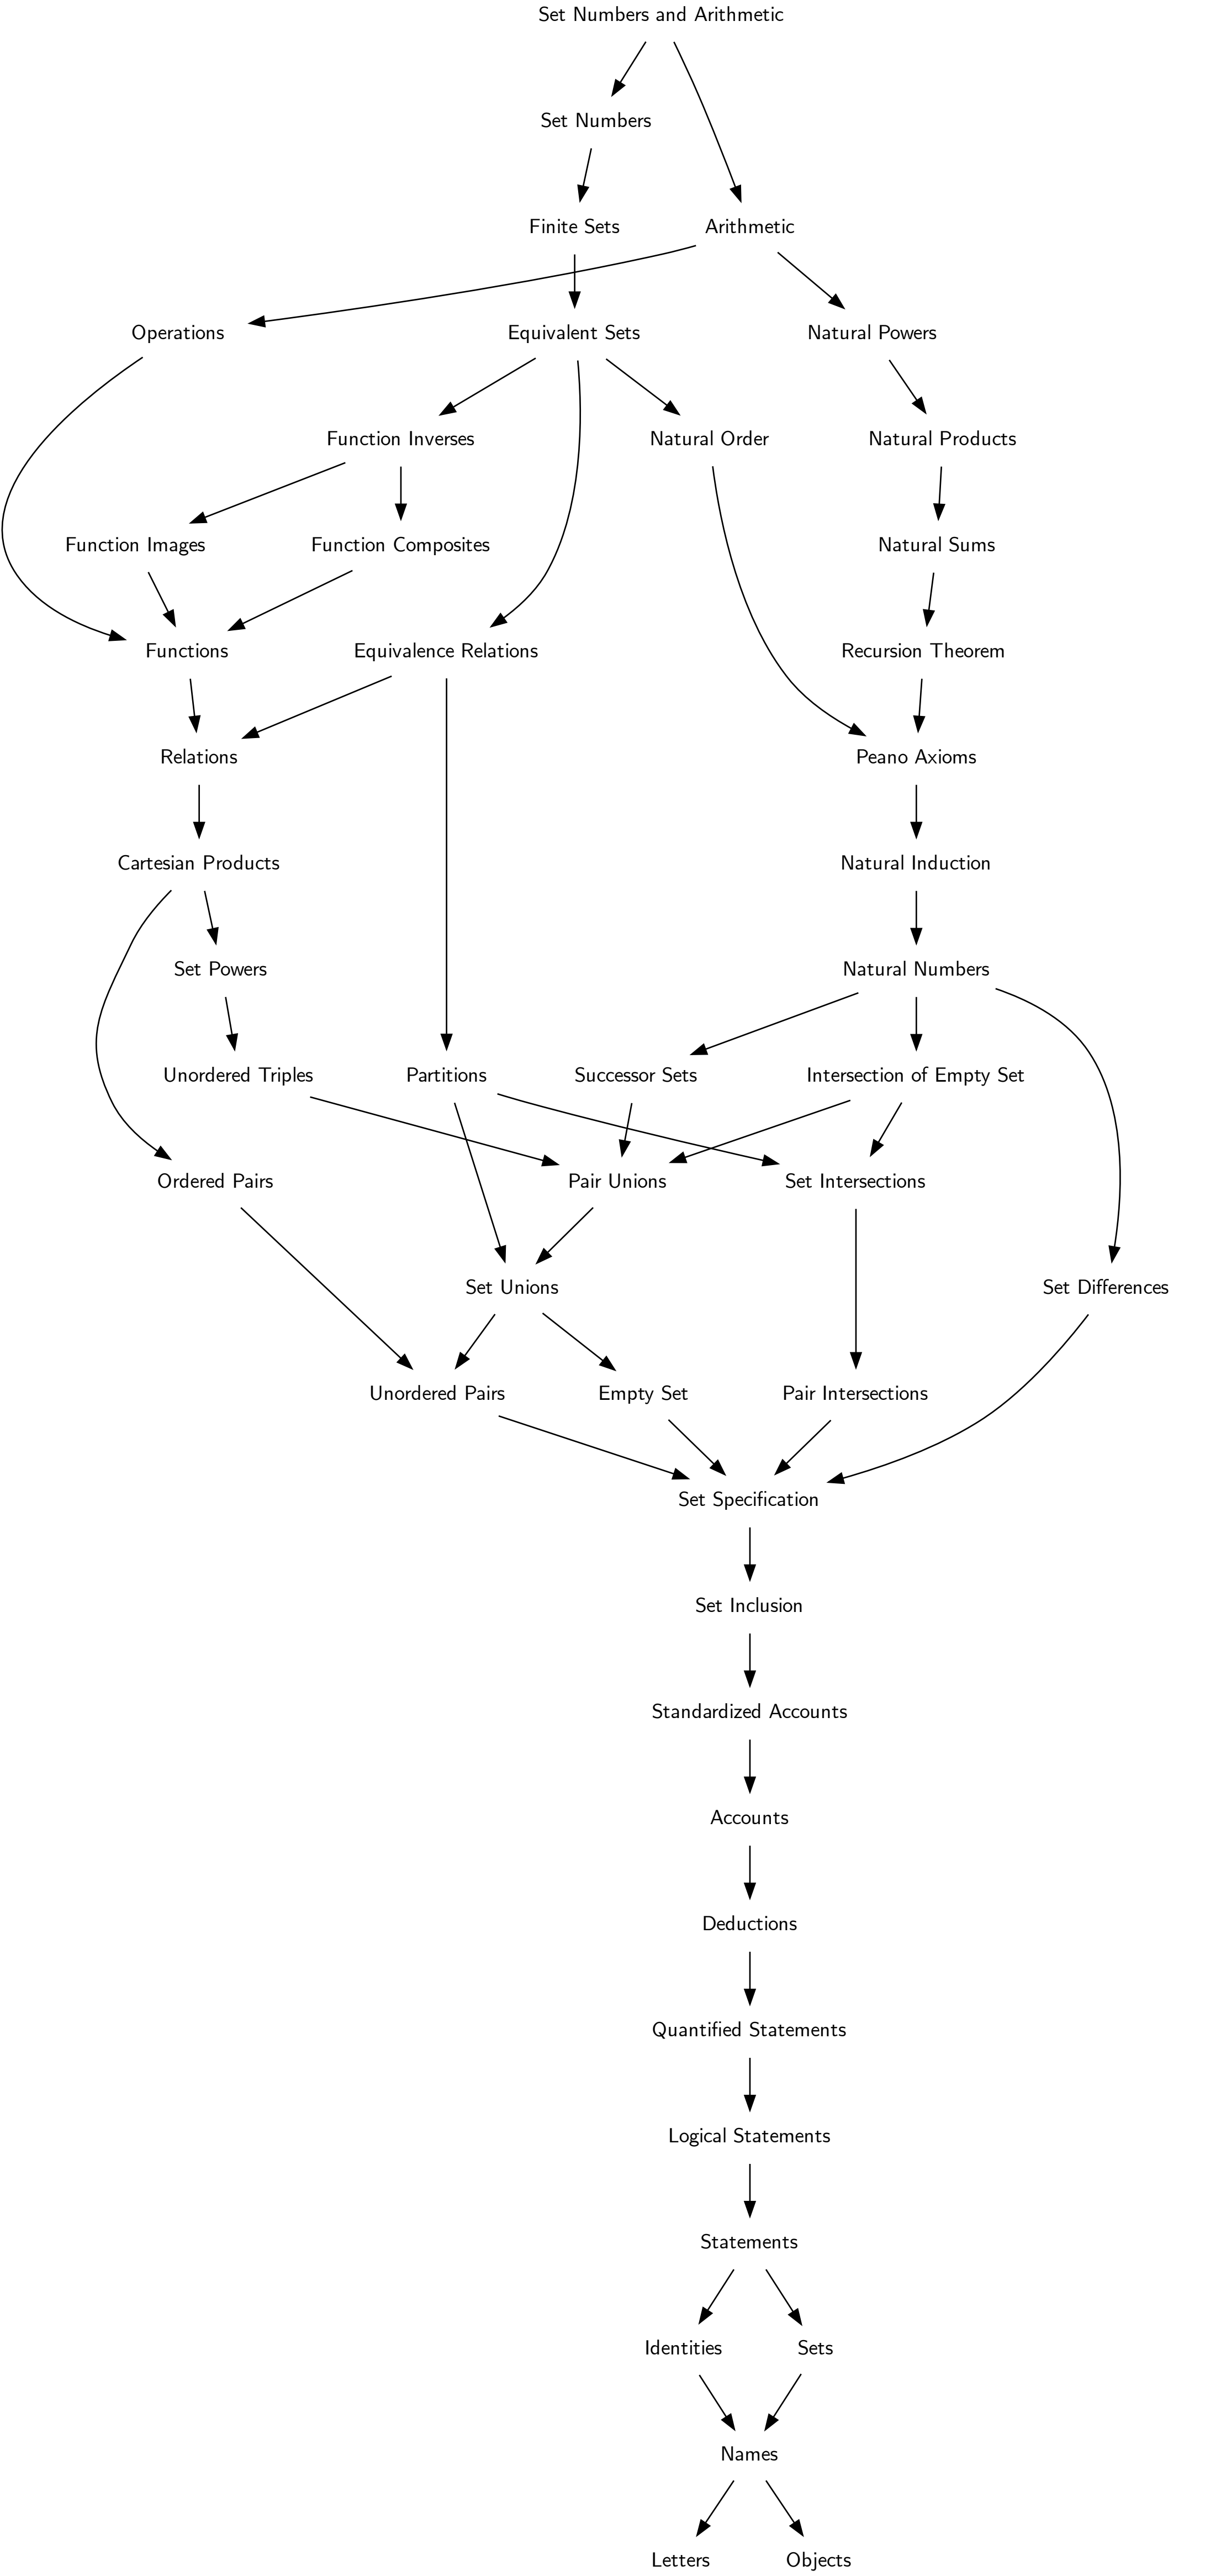 Set Numbers and Arithmetic
Set Numbers
Finite Sets
Arithmetic
Operations
Equivalent Sets
Natural Powers
Function Inverses
Natural Order
Natural Products
Function Images
Function Composites
Natural Sums
Functions
Equivalence Relations
Recursion Theorem
Relations
Peano Axioms
Cartesian Products
Natural Induction
Set Powers
Natural Numbers
Unordered Triples
Partitions
Successor Sets
Intersection of Empty Set
Ordered Pairs
Pair Unions
Set Intersections
Set Unions
Set Differences
Unordered Pairs
Empty Set
Pair Intersections
Set Specification
Set Inclusion
Standardized Accounts
Accounts
Deductions
Quantified Statements
Logical Statements
Statements
Identities
Sets
Names
Letters
Objects